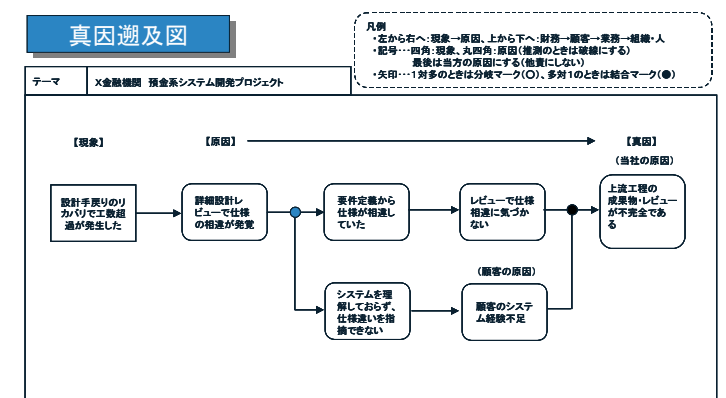 真因遡及図
凡例
・左から右へ：現象→原因、上から下へ：財務→顧客→業務→組織・人
・記号・・・四角：現象、丸四角：原因（推測のときは破線にする）
最後は当方の原因にする（他責にしない）
・矢印・・・１対多のときは分岐マーク（○）、多対１のときは結合マーク（●）
テーマ
X金融機関　預金系システム開発プロジェクト
【現象】
【原因】
【真因】
（当社の原因）
設計手戻りのリ
カバリで工数超
過が発生した
詳細設計レ
ビューで仕様
の相違が発覚
要件定義から
仕様が相違し
ていた
レビューで仕様
相違に気づか
ない
上流工程の
成果物・レビュー
が不完全であ
る
（顧客の原因）
システムを理
解しておらず、
仕様違いを指
摘できない
顧客のシステ
ム経験不足